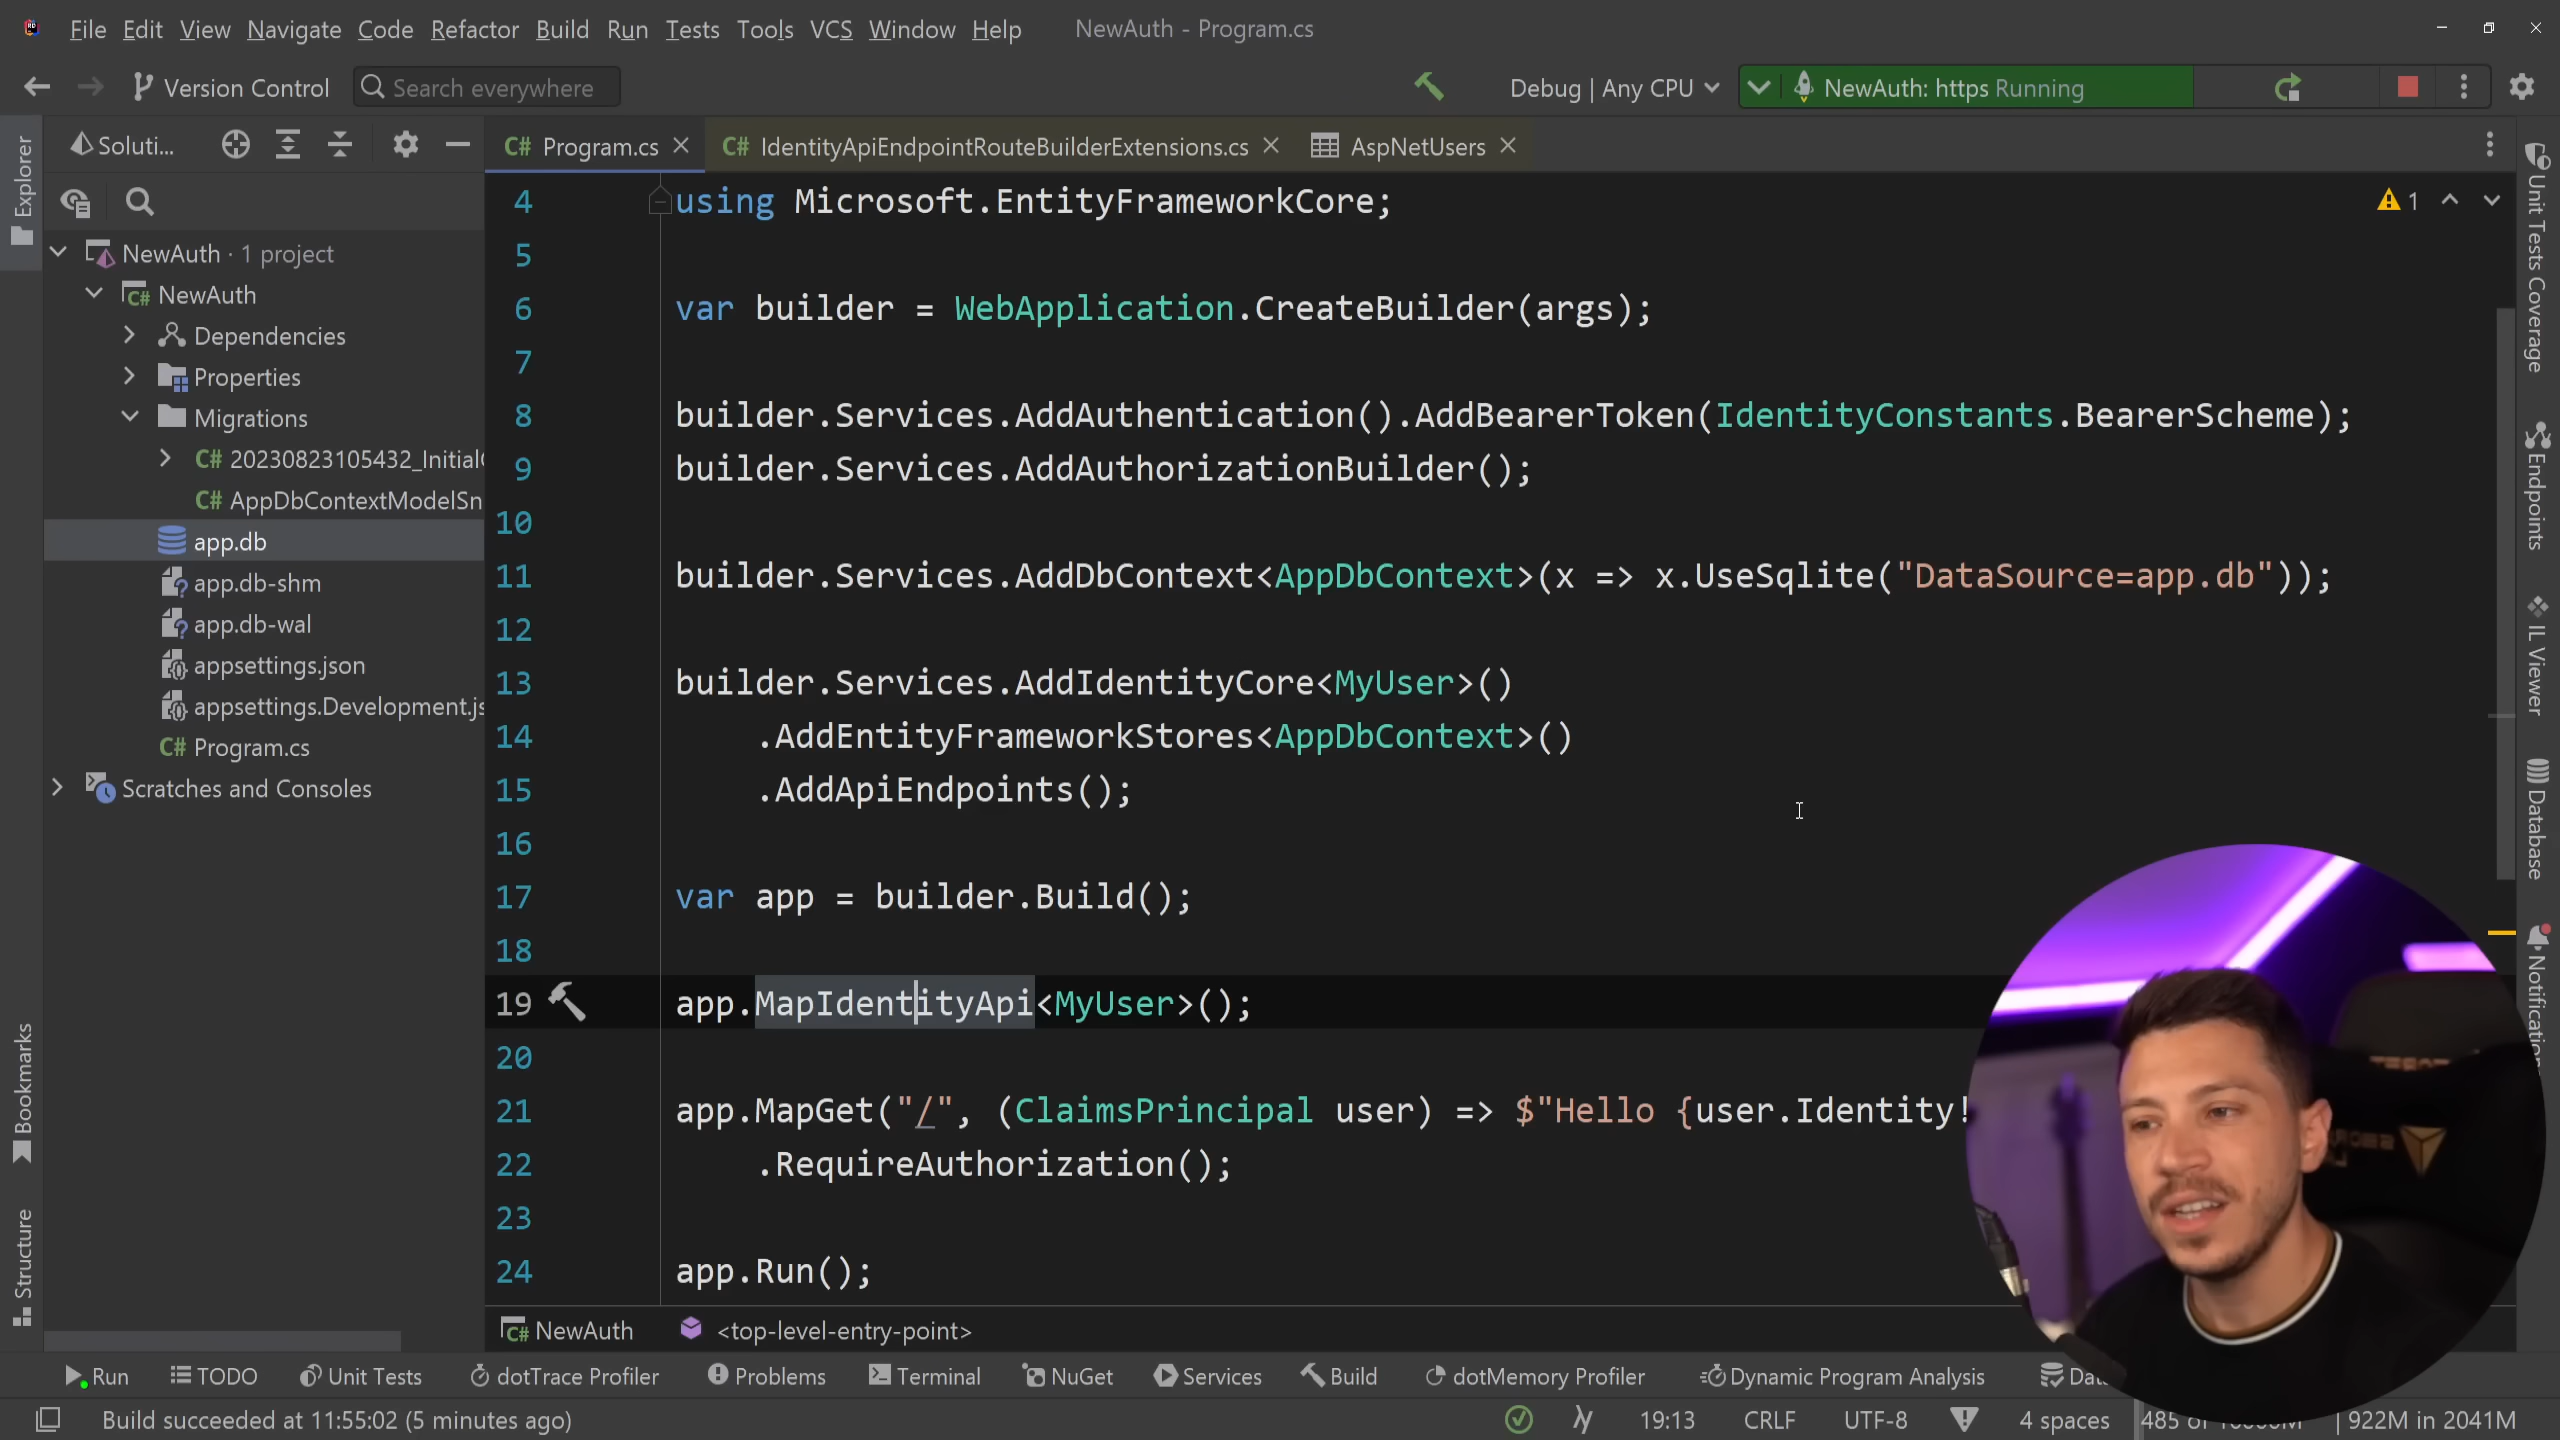 File Edit View Navigate Code Refactor Build Run Tests Tools VCS Window Help NewAuth - Program.cs
Version Control Search everywhere Debug | Any CPU NewAuth: https Running
Explorer
Soluti...
Program.cs IdentityApiEndpointRouteBuilderExtensions.cs AspNetUsers
NewAuth · 1 project
NewAuth
Dependencies
Properties
Migrations
C# 20230823105432_Initial
C# AppDbContextModelSn
app.db
app.db-shm
app.db-wal
appsettings.json
appsettings.Development.js
C# Program.cs
Scratches and Consoles
Bookmarks
Structure
4 using Microsoft.EntityFrameworkCore;
5
6 var builder = WebApplication.CreateBuilder(args);
7
8 builder.Services.AddAuthentication().AddBearerToken(IdentityConstants.BearerScheme);
9 builder.Services.AddAuthorizationBuilder();
10
11 builder.Services.AddDbContext<AppDbContext>(x => x.UseSqlite("DataSource=app.db"));
12
13 builder.Services.AddIdentityCore<MyUser>()
14 .AddEntityFrameworkStores<AppDbContext>()
15 .AddApiEndpoints();
16
17 var app = builder.Build();
18
19 app.MapIdentityApi<MyUser>();
20
21 app.MapGet("/", (ClaimsPrincipal user) => $"Hello {user.Identity!
22 .RequireAuthorization();
23
24 app.Run();
1
Unit Tests Coverage
Endpoints
IL Viewer
Database
Notification
NewAuth <top-level-entry-point>
Run TODO Unit Tests dotTrace Profiler Problems Terminal NuGet Services Build dotMemory Profiler Dynamic Program Analysis
Build succeeded at 11:55:02 (5 minutes ago) 19:13 CRLF UTF-8 4 spaces 922M in 2041M